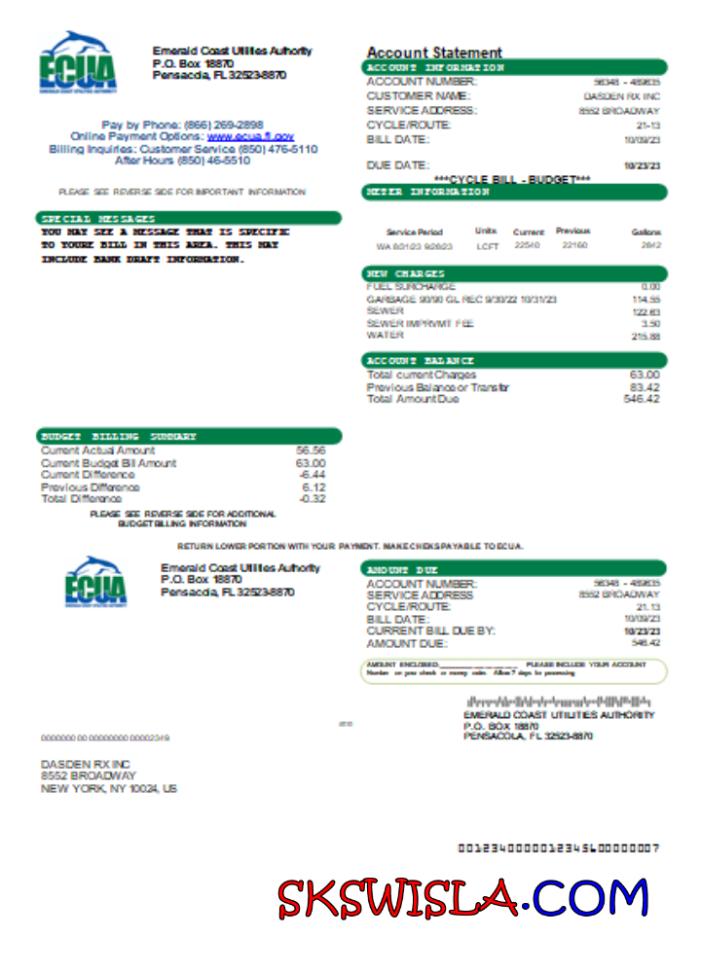 ECUA
Emerald Coast Utilities Authority
P.O. Box 18870
Pensacola, FL 32523-8870
Pay by Phone: (866) 269-2898
Online Payment Options: www.ecua.fl.gov
Billing Inquiries: Customer Service (850) 476-5110
After Hours (850) 46-5510
PLEASE SEE REVERSE SIDE FOR IMPORTANT INFORMATION
SPECIAL MESSAGES
YOU MAY SEE A MESSAGE THAT IS SPECIFIC
TO YOURE BILL IN THIS AREA. THIS MAY
INCLUDE BANK DRAFT INFORMATION.
Account Statement
ACCOUNT INFORMATION
ACCOUNT NUMBER: 56348 - 489635
CUSTOMER NAME: DASDEN RX INC
SERVICE ADDRESS: 8552 BROADWAY
CYCLE/ROUTE: 21-13
BILL DATE: 10/09/23
DUE DATE: 10/23/23
***CYCLE BILL - BUDGET***
METER INFORMATION
Service Period Units Current Previous Gallons
WA 8/31/23 9/28/23 LCFT 22540 22160 2842
NEW CHARGES
FUEL SURCHARGE 0.00
GARBAGE 90/90 GL REC 9/30/22 10/31/23 114.55
SEWER 122.63
SEWER IMPRVMT FEE 3.50
WATER 215.88
ACCOUNT BALANCE
Total current Charges 63.00
Previous Balance or Transfer 83.42
Total Amount Due 546.42
BUDGET BILLING SUMMARY
Current Actual Amount 56.56
Current Budget Bill Amount 63.00
Current Difference -6.44
Previous Difference 6.12
Total Difference -0.32
PLEASE SEE REVERSE SIDE FOR ADDITIONAL
BUDGET BILLING INFORMATION
RETURN LOWER PORTION WITH YOUR PAYMENT. MAKE CHEKS PAYABLE TO ECUA.
ECUA
Emerald Coast Utilities Authority
P.O. Box 18870
Pensacola, FL 32523-8870
AMOUNT DUE
ACCOUNT NUMBER: 56348 - 489635
SERVICE ADDRESS 8552 BROADWAY
CYCLE/ROUTE: 21.13
BILL DATE: 10/09/23
CURRENT BILL DUE BY: 10/23/23
AMOUNT DUE: 546.42
AMOUNT ENCLOSED:____________________ PLEASE INCLUDE YOUR ACCOUNT
Number on you check or money order. Allow 7 days for processing
EMERALD COAST UTILITIES AUTHORITY
P.O. BOX 18870
PENSACOLA, FL 32523-8870
0000000 00 00000000 00002349
DASDEN RX INC
8552 BROADWAY
NEW YORK, NY 10024, US
0012340000012345600000007
SKSWISLA.COM